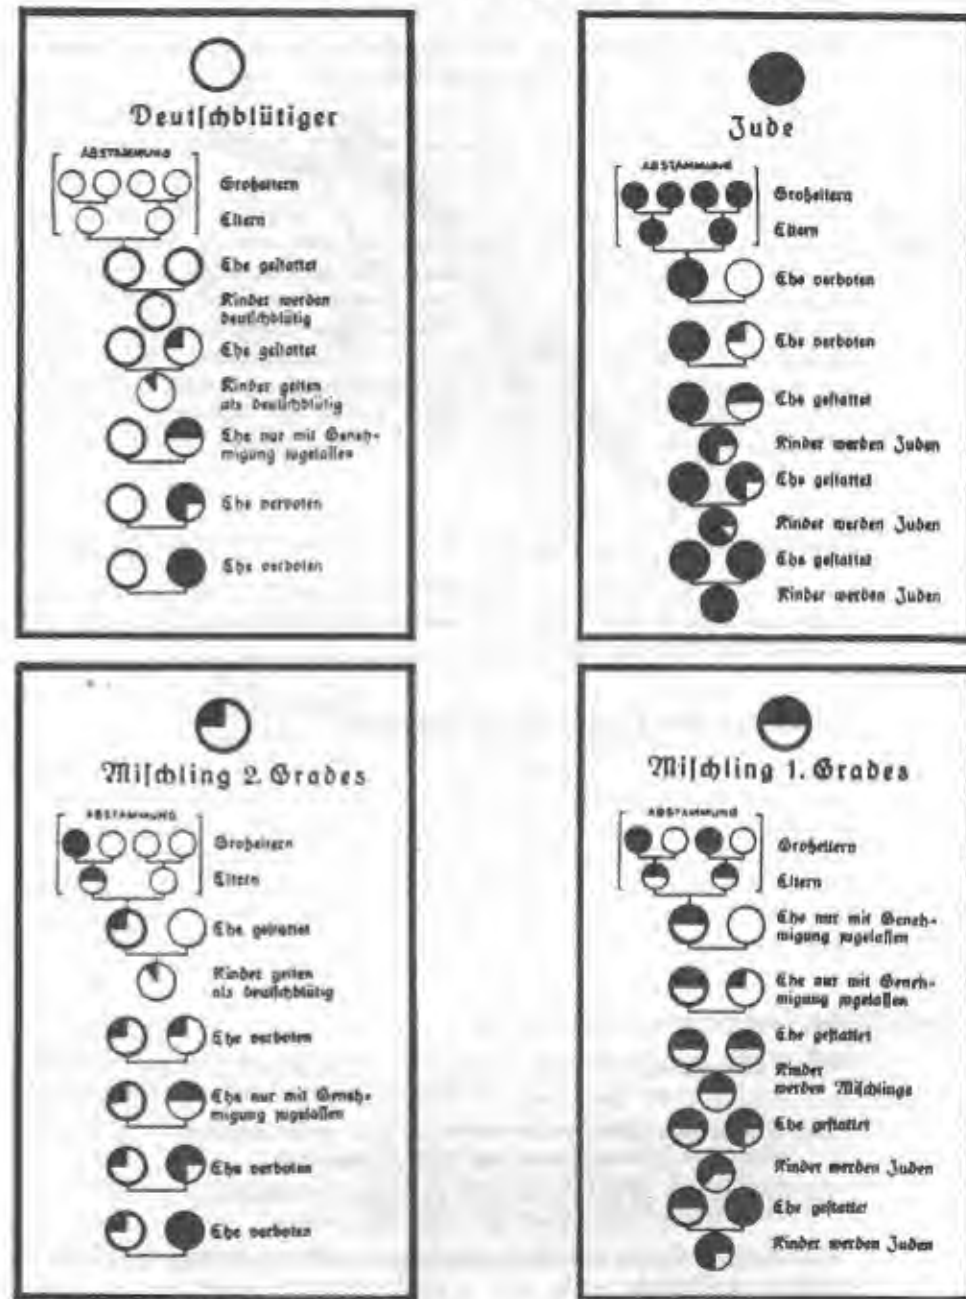 Deutschblütiger
ABSTAMMUNG
Großeltern
Eltern
Ehe gestattet
Kinder werden
deutschblütig
Ehe gestattet
Kinder gelten
als deutschblütig
Ehe nur mit Geneh-
migung zugelassen
Ehe verboten
Ehe verboten
Jude
ABSTAMMUNG
Großeltern
Eltern
Ehe verboten
Ehe verboten
Ehe gestattet
Kinder werden Juden
Ehe gestattet
Kinder werden Juden
Ehe gestattet
Kinder werden Juden
Mischling 2. Grades
ABSTAMMUNG
Großeltern
Eltern
Ehe gestattet
Kinder gelten
als deutschblütig
Ehe verboten
Ehe nur mit Geneh-
migung zugelassen
Ehe verboten
Ehe verboten
Mischling 1. Grades
ABSTAMMUNG
Großeltern
Eltern
Ehe nur mit Geneh-
migung zugelassen
Ehe nur mit Geneh-
migung zugelassen
Ehe gestattet
Kinder
werden Mischlinge
Ehe gestattet
Kinder werden Juden
Ehe gestattet
Kinder werden Juden